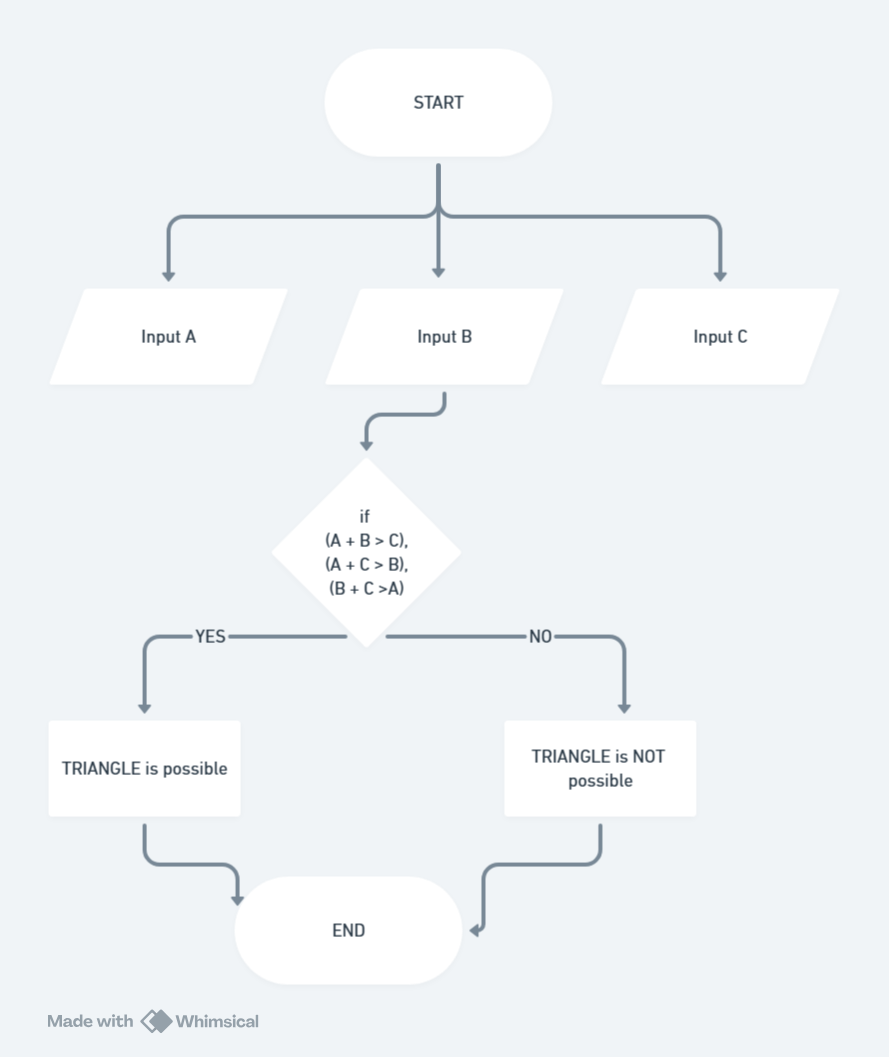 START
Input A
Input B
Input C
if
(A + B > C),
(A + C > B),
(B + C >A)
YES
NO
TRIANGLE is possible
TRIANGLE is NOT
possible
END
Made with Whimsical